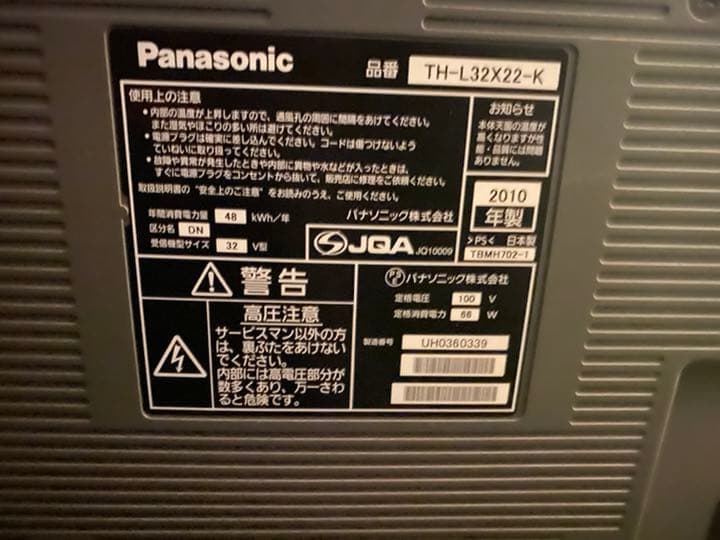 Panasonic
品番 TH-L32X22-K
使用上の注意
•内部の温度が上昇しますので、通風孔の周囲に間隔をあけてください。
また湿気やほこりの多い所は避けてください。
•電源プラグは確実に差し込んでください。コードは傷つけないよう
ていねいに取り扱ってください。
•故障や異常が発生したときや内部に異物や水などが入ったときは、
すぐに電源プラグをコンセントから抜いて、販売店に修理をご依頼ください。
取扱説明書の"安全上のご注意"をお読みのうえ、ご使用ください。
お知らせ
本体天面の温度が
高くなりますが性
能・品質には問題
ありません。
年間消費電力量 48 kWh/年
区分名 DN
受信機型サイズ 32 V型
パナソニック株式会社
JQA JQ10009
2010
年製
>PS< 日本製
TBMH702-1
警告
高圧注意
サービスマン以外の方
は、裏ぶたをあけない
でください。
内部には高電圧部分が
数多くあり、万一さわ
ると危険です。
PSE パナソニック株式会社
定格電圧 100 V
定格消費電力 66 W
製造番号 UH0360339